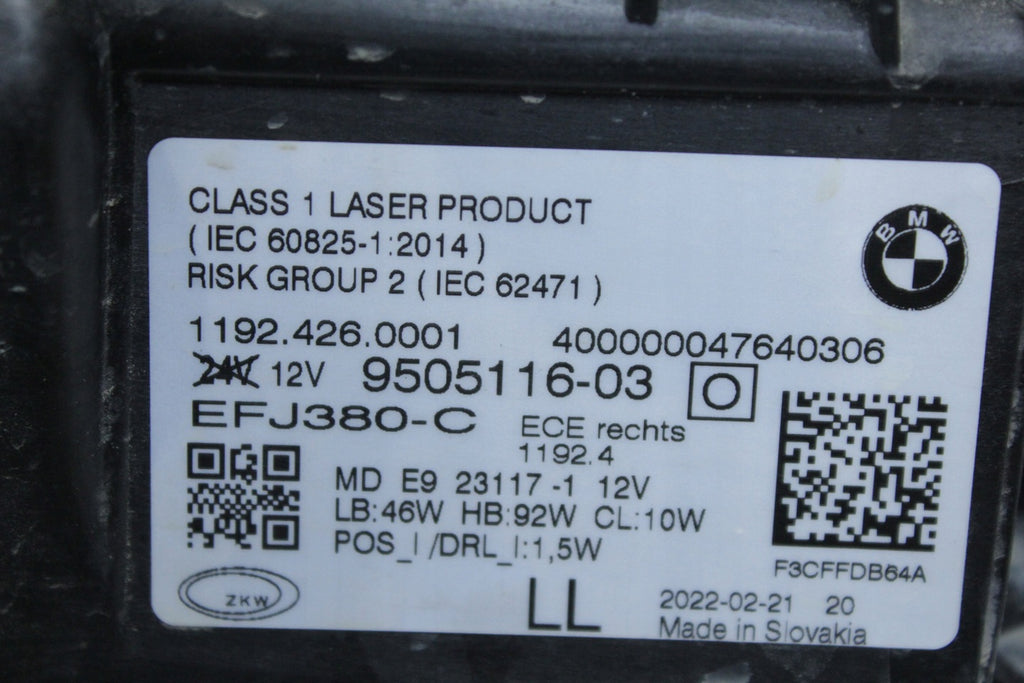 CLASS 1 LASER PRODUCT
( IEC 60825-1:2014 )
RISK GROUP 2 ( IEC 62471 )
BMW
1192.426.0001 400000047640306
24V 12V 9505116-03 O
EFJ380-C ECE rechts
1192.4
MD E9 23117 -1 12V
LB:46W HB:92W CL:10W
POS_I /DRL_I:1,5W
F3CFFDB64A
ZKW
LL
2022-02-21 20
Made in Slovakia